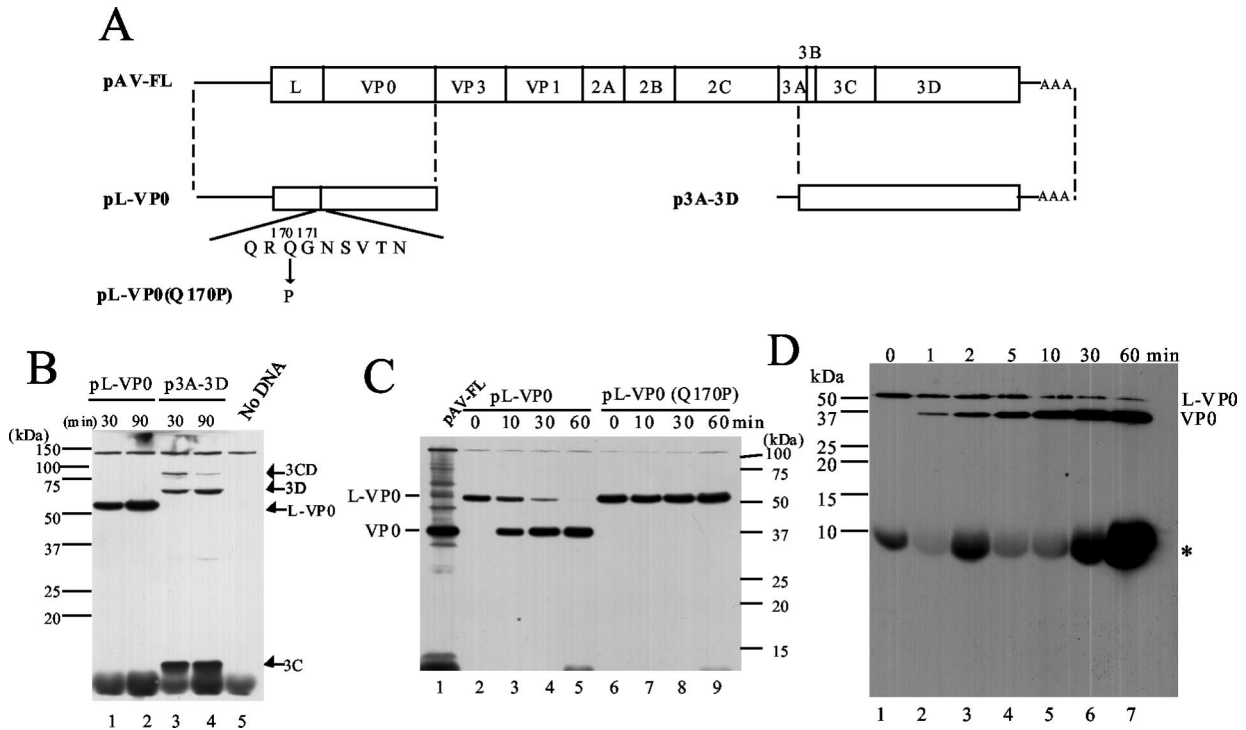 A
3B
pAV-FL L VP0 VP3 VP1 2A 2B 2C 3A 3C 3D AAA
pL-VP0 p3A-3D AAA
170 171
Q R Q G N S V T N
pL-VP0(Q170P) P
B
pL-VP0 p3A-3D No DNA
(min) 30 90 30 90
(kDa)
150
100
75
50
37
25
20
3CD
3D
L-VP0
3C
1 2 3 4 5
C
pAV-FL pL-VP0 pL-VP0 (Q170P)
0 10 30 60 0 10 30 60 min
(kDa)
L-VP0
VP0
100
75
50
37
25
20
15
1 2 3 4 5 6 7 8 9
D
0 1 2 5 10 30 60 min
kDa
50
37
25
20
15
10
L-VP0
VP0
*
1 2 3 4 5 6 7